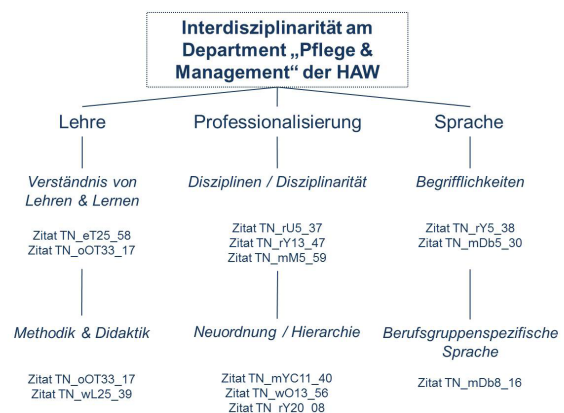 Interdisziplinarität am
Department „Pflege &
Management“ der HAW
Lehre
Verständnis von
Lehren & Lernen
Zitat TN_eT25_58
Zitat TN_oOT33_17
Methodik & Didaktik
Zitat TN_oOT33_17
Zitat TN_wL25_39
Professionalisierung
Disziplinen / Disziplinarität
Zitat TN_rU5_37
Zitat TN_rY13_47
Zitat TN_mM5_59
Neuordnung / Hierarchie
Zitat TN_mYC11_40
Zitat TN_wO13_56
Zitat TN_rY20_08
Sprache
Begrifflichkeiten
Zitat TN_rY5_38
Zitat TN_mDb5_30
Berufsgruppenspezifische
Sprache
Zitat TN_mDb8_16